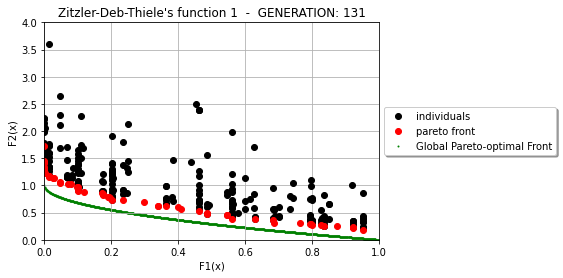 Zitzler-Deb-Thiele's function 1 - GENERATION: 131
4.0
3.5
3.0
2.5
2.0
1.5
1.0
0.5
0.0
F2(x)
0.0 0.2 0.4 0.6 0.8 1.0
F1(x)
individuals
pareto front
Global Pareto-optimal Front